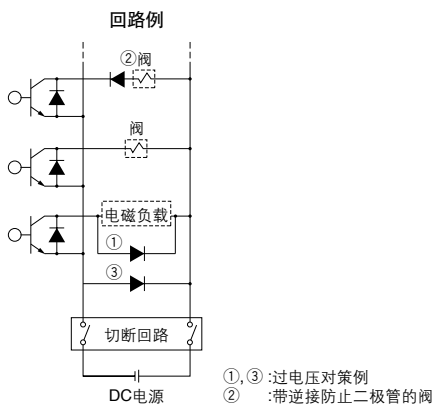 回路例
②阀
阀
电磁负载
①
③
切断回路
DC电源
①,③ :过电压对策例
② :带逆接防止二极管的阀